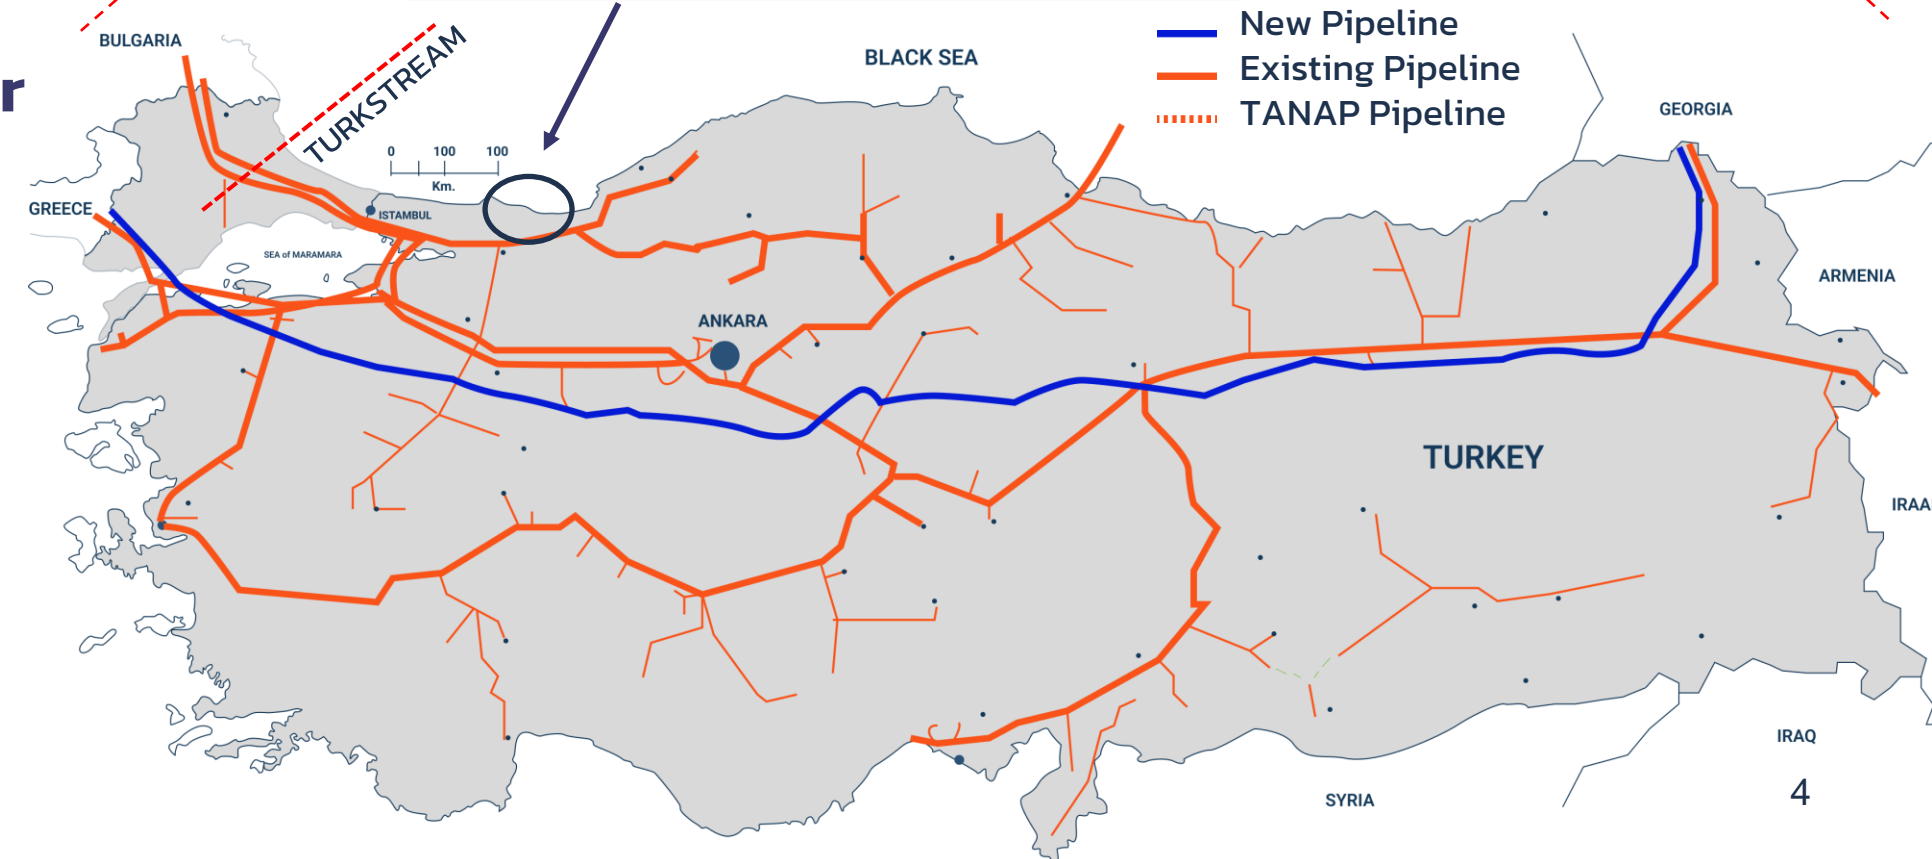 r
BULGARIA
TURKSTREAM
BLACK SEA
New Pipeline
Existing Pipeline
TANAP Pipeline
GEORGIA
0 100 100
Km.
GREECE
ISTAMBUL
SEA of MARAMARA
ARMENIA
ANKARA
TURKEY
IRAA
IRAQ
SYRIA
4